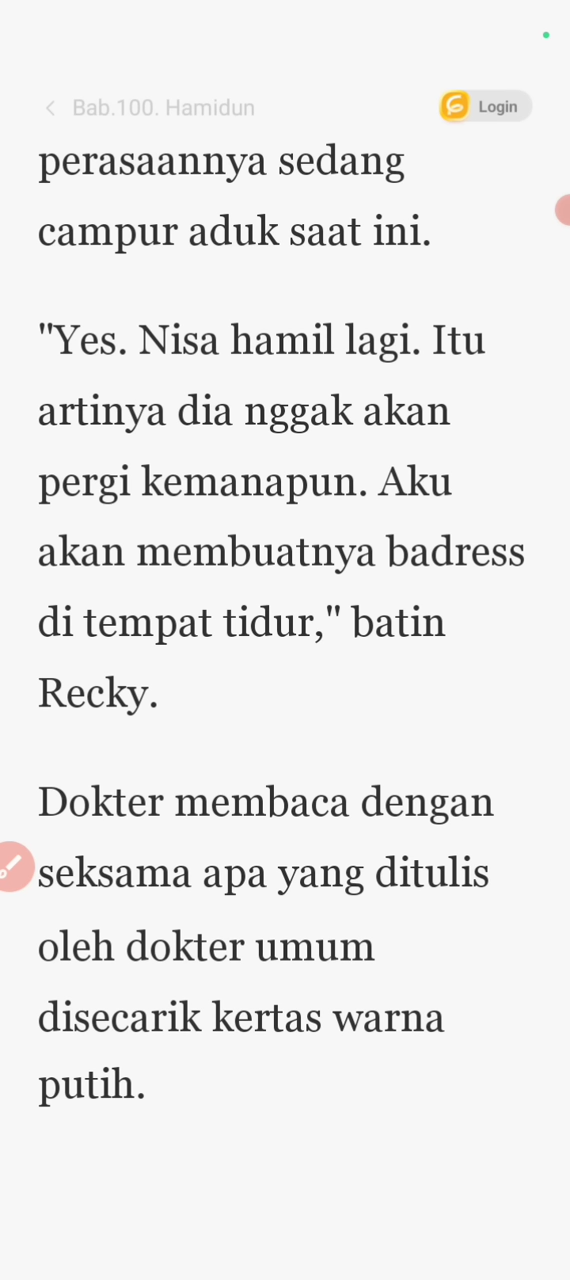 Bab.100. Hamidun
Login
perasaannya sedang
campur aduk saat ini.
"Yes. Nisa hamil lagi. Itu
artinya dia nggak akan
pergi kemanapun. Aku
akan membuatnya badress
di tempat tidur," batin
Recky.
Dokter membaca dengan
seksama apa yang ditulis
oleh dokter umum
disecarik kertas warna
putih.